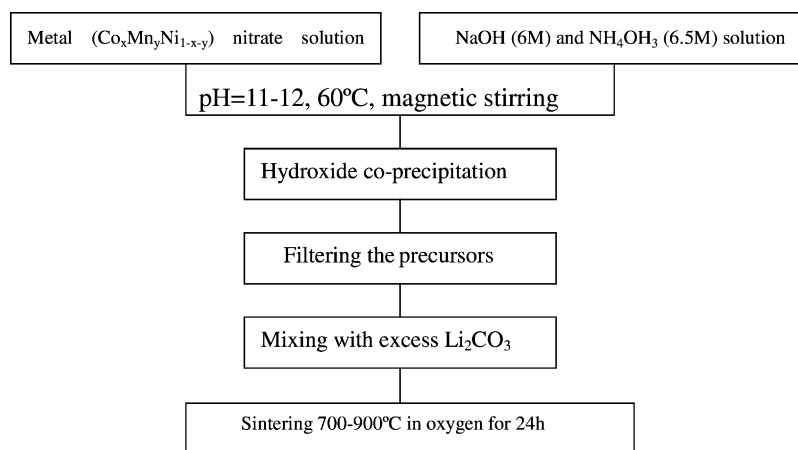 Metal (CoₓMnᵧNi₁₋ₓ₋ᵧ) nitrate solution
NaOH (6M) and NH₄OH₃ (6.5M) solution
pH=11-12, 60ºC, magnetic stirring
Hydroxide co-precipitation
Filtering the precursors
Mixing with excess Li₂CO₃
Sintering 700-900ºC in oxygen for 24h